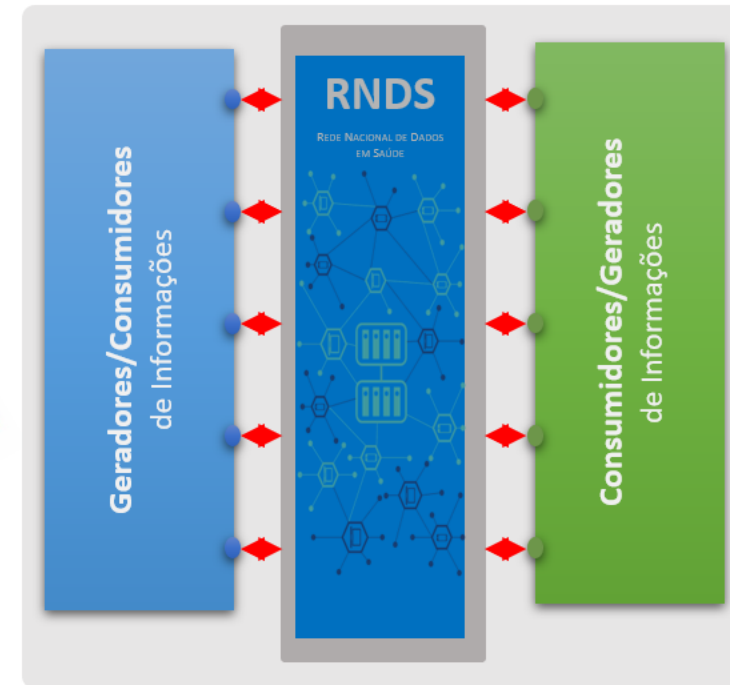 Geradores/Consumidores
de Informações
RNDS
REDE NACIONAL DE DADOS
EM SAÚDE
Consumidores/Geradores
de Informações